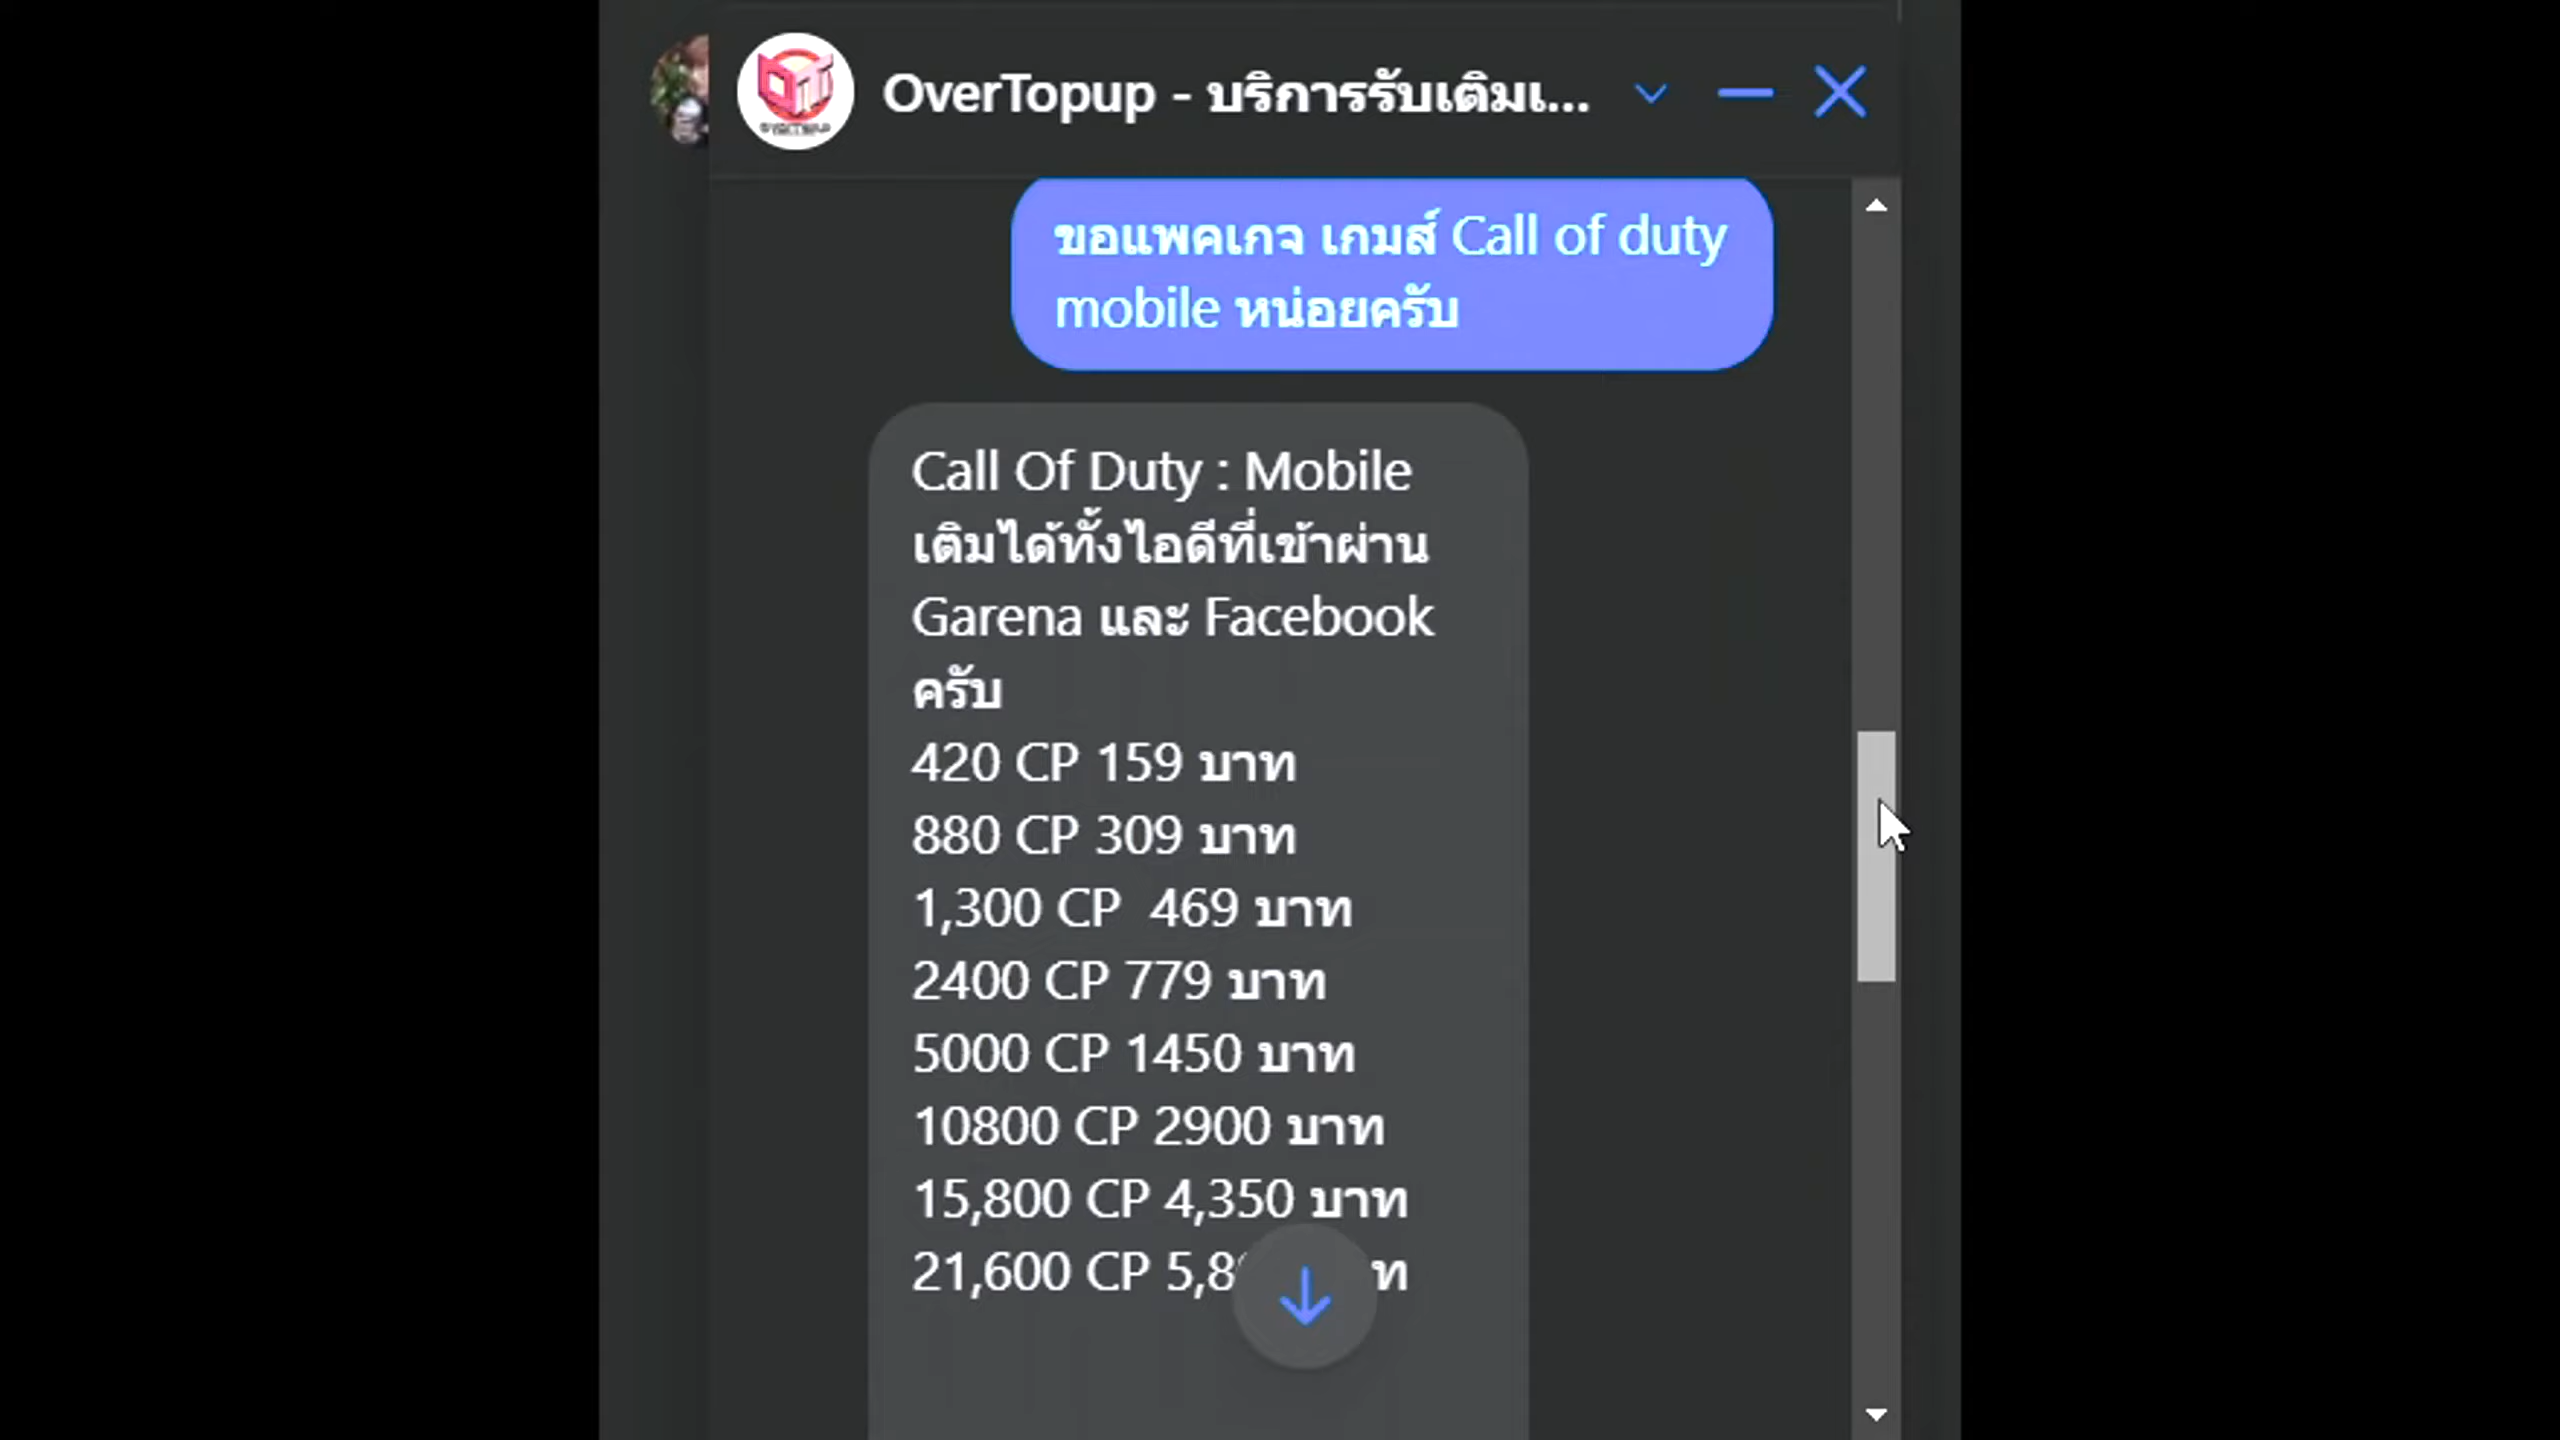 OverTopup - บริการรับเติมเ...
ขอแพคเกจ เกมส์ Call of duty
mobile หน่อยครับ
Call Of Duty : Mobile
เติมได้ทั้งไอดีที่เข้าผ่าน
Garena และ Facebook
ครับ
420 CP 159 บาท
880 CP 309 บาท
1,300 CP  469 บาท
2400 CP 779 บาท
5000 CP 1450 บาท
10800 CP 2900 บาท
15,800 CP 4,350 บาท
21,600 CP